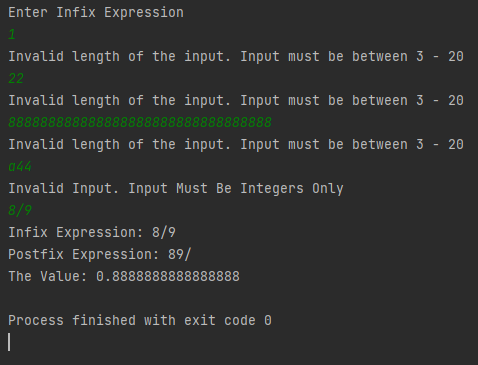 Enter Infix Expression
1
Invalid length of the input. Input must be between 3 - 20
22
Invalid length of the input. Input must be between 3 - 20
888888888888888888888888888888888
Invalid length of the input. Input must be between 3 - 20
a44
Invalid Input. Input Must Be Integers Only
8/9
Infix Expression: 8/9
Postfix Expression: 89/
The Value: 0.8888888888888888
Process finished with exit code 0